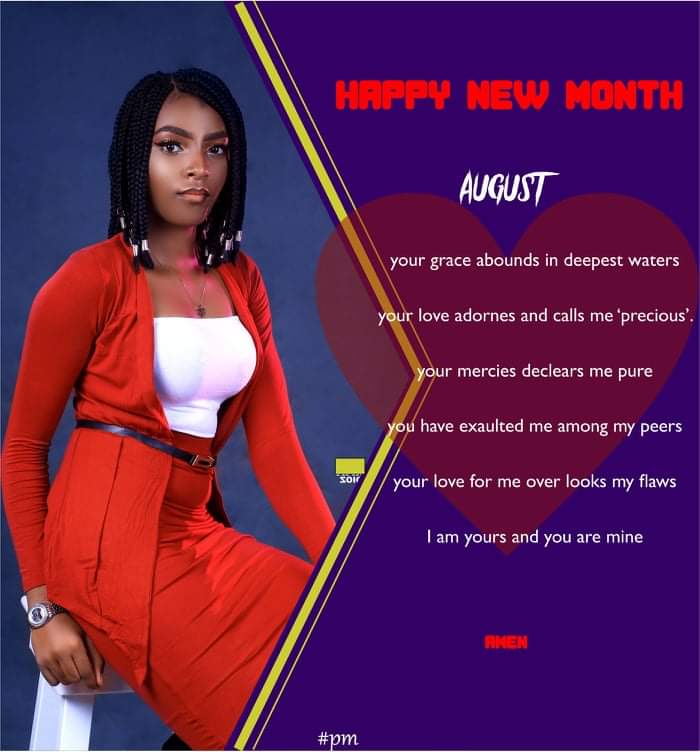 HAPPY NEW MONTH
AUGUST
your grace abounds in deepest waters
your love adornes and calls me ‘precious’.
your mercies declears me pure
you have exaulted me among my peers
your love for me over looks my flaws
I am yours and you are mine
AMEN
#pm